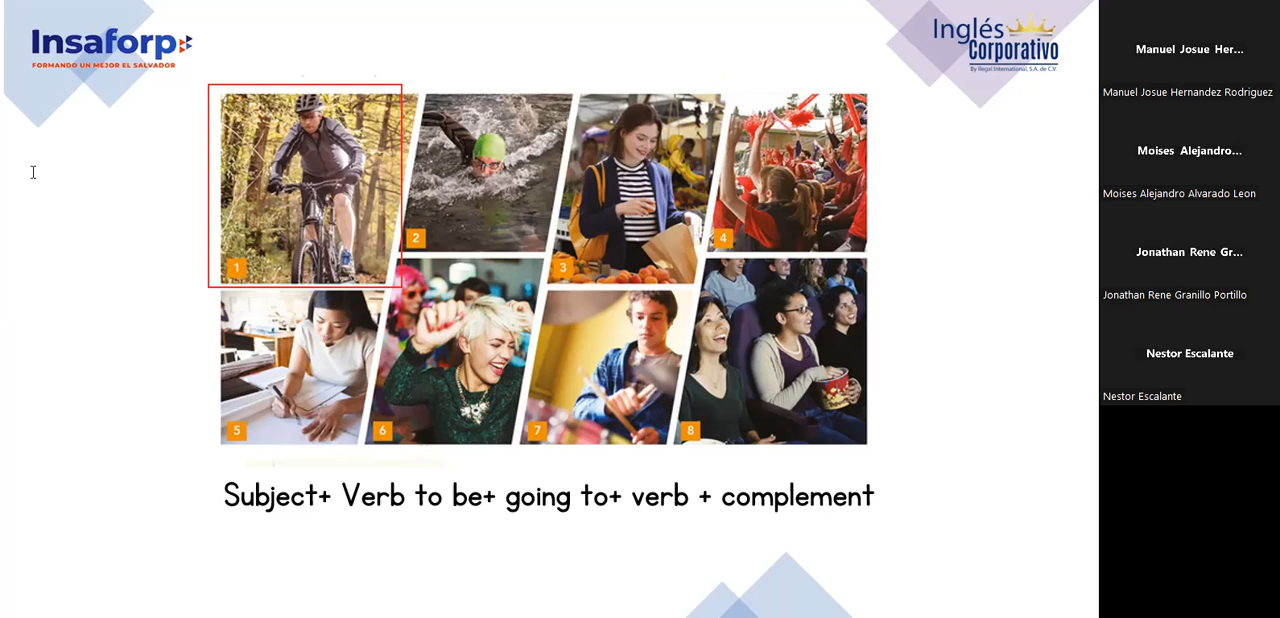 Insaforp
FORMANDO UN MEJOR EL SALVADOR
Inglés
Corporativo
By Regal International, S.A. de C.V.
1
2
3
4
5
6
7
8
Subject+ Verb to be+ going to+ verb + complement
Manuel Josue Her...
Manuel Josue Hernandez Rodriguez
Moises Alejandro...
Moises Alejandro Alvarado Leon
Jonathan Rene Gr...
Jonathan Rene Granillo Portillo
Nestor Escalante
Nestor Escalante